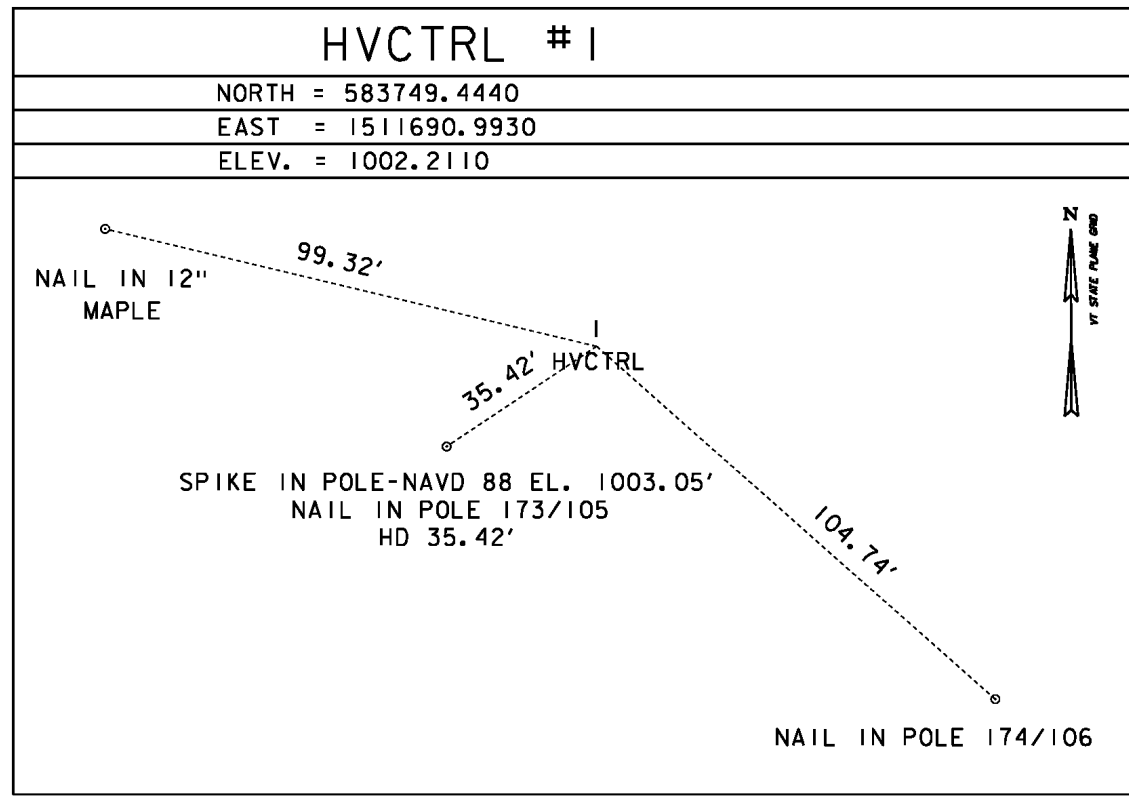 HVCTRL #1
NORTH = 583749.4440
EAST = 1511690.9930
ELEV. = 1002.2110
N
VT STATE PLANE GRID
99.32'
NAIL IN 12"
MAPLE
1
HVCTRL
35.42'
SPIKE IN POLE-NAVD 88 EL. 1003.05'
NAIL IN POLE 173/105
HD 35.42'
104.74'
NAIL IN POLE 174/106